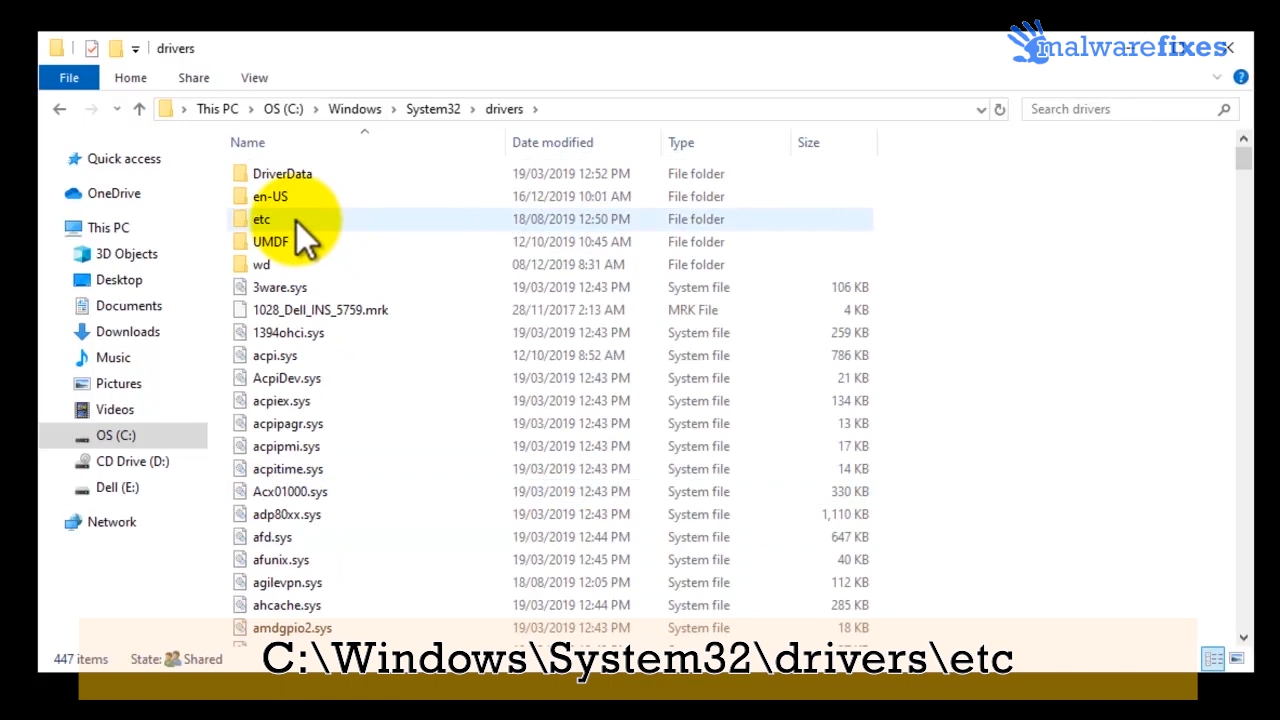 drivers
malwarefixes
File Home Share View
This PC > OS (C:) > Windows > System32 > drivers >
Search drivers
Name Date modified Type Size
Quick access
OneDrive
This PC
3D Objects
Desktop
Documents
Downloads
Music
Pictures
Videos
OS (C:)
CD Drive (D:)
Dell (E:)
Network
DriverData 19/03/2019 12:52 PM File folder
en-US 16/12/2019 10:01 AM File folder
etc 18/08/2019 12:50 PM File folder
UMDF 12/10/2019 10:45 AM File folder
wd 08/12/2019 8:31 AM File folder
3ware.sys 19/03/2019 12:43 PM System file 106 KB
1028_Dell_INS_5759.mrk 28/11/2017 2:13 AM MRK File 4 KB
1394ohci.sys 19/03/2019 12:43 PM System file 259 KB
acpi.sys 12/10/2019 8:52 AM System file 786 KB
AcpiDev.sys 19/03/2019 12:43 PM System file 21 KB
acpiex.sys 19/03/2019 12:43 PM System file 134 KB
acpipagr.sys 19/03/2019 12:43 PM System file 13 KB
acpipmi.sys 19/03/2019 12:43 PM System file 17 KB
acpitime.sys 19/03/2019 12:43 PM System file 14 KB
Acx01000.sys 19/03/2019 12:43 PM System file 330 KB
adp80xx.sys 19/03/2019 12:43 PM System file 1,110 KB
afd.sys 19/03/2019 12:44 PM System file 647 KB
afunix.sys 19/03/2019 12:45 PM System file 40 KB
agilevpn.sys 18/08/2019 12:05 PM System file 112 KB
ahcache.sys 19/03/2019 12:44 PM System file 285 KB
amdgpio2.sys 19/03/2019 12:43 PM System file 18 KB
447 items State: Shared
C:\Windows\System32\drivers\etc